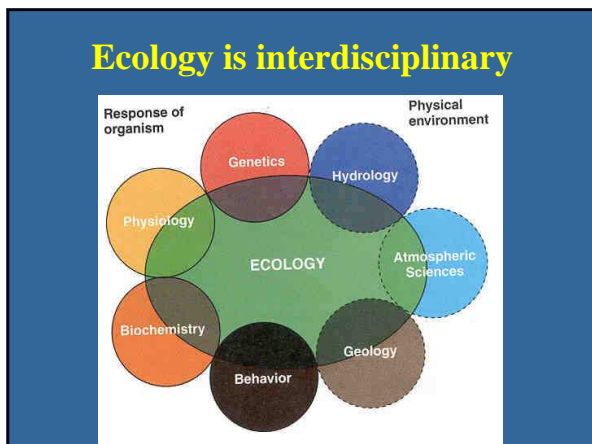 Ecology is interdisciplinary
Response of
organism
Physical
environment
Genetics
Hydrology
Physiology
ECOLOGY
Atmospheric
Sciences
Biochemistry
Geology
Behavior